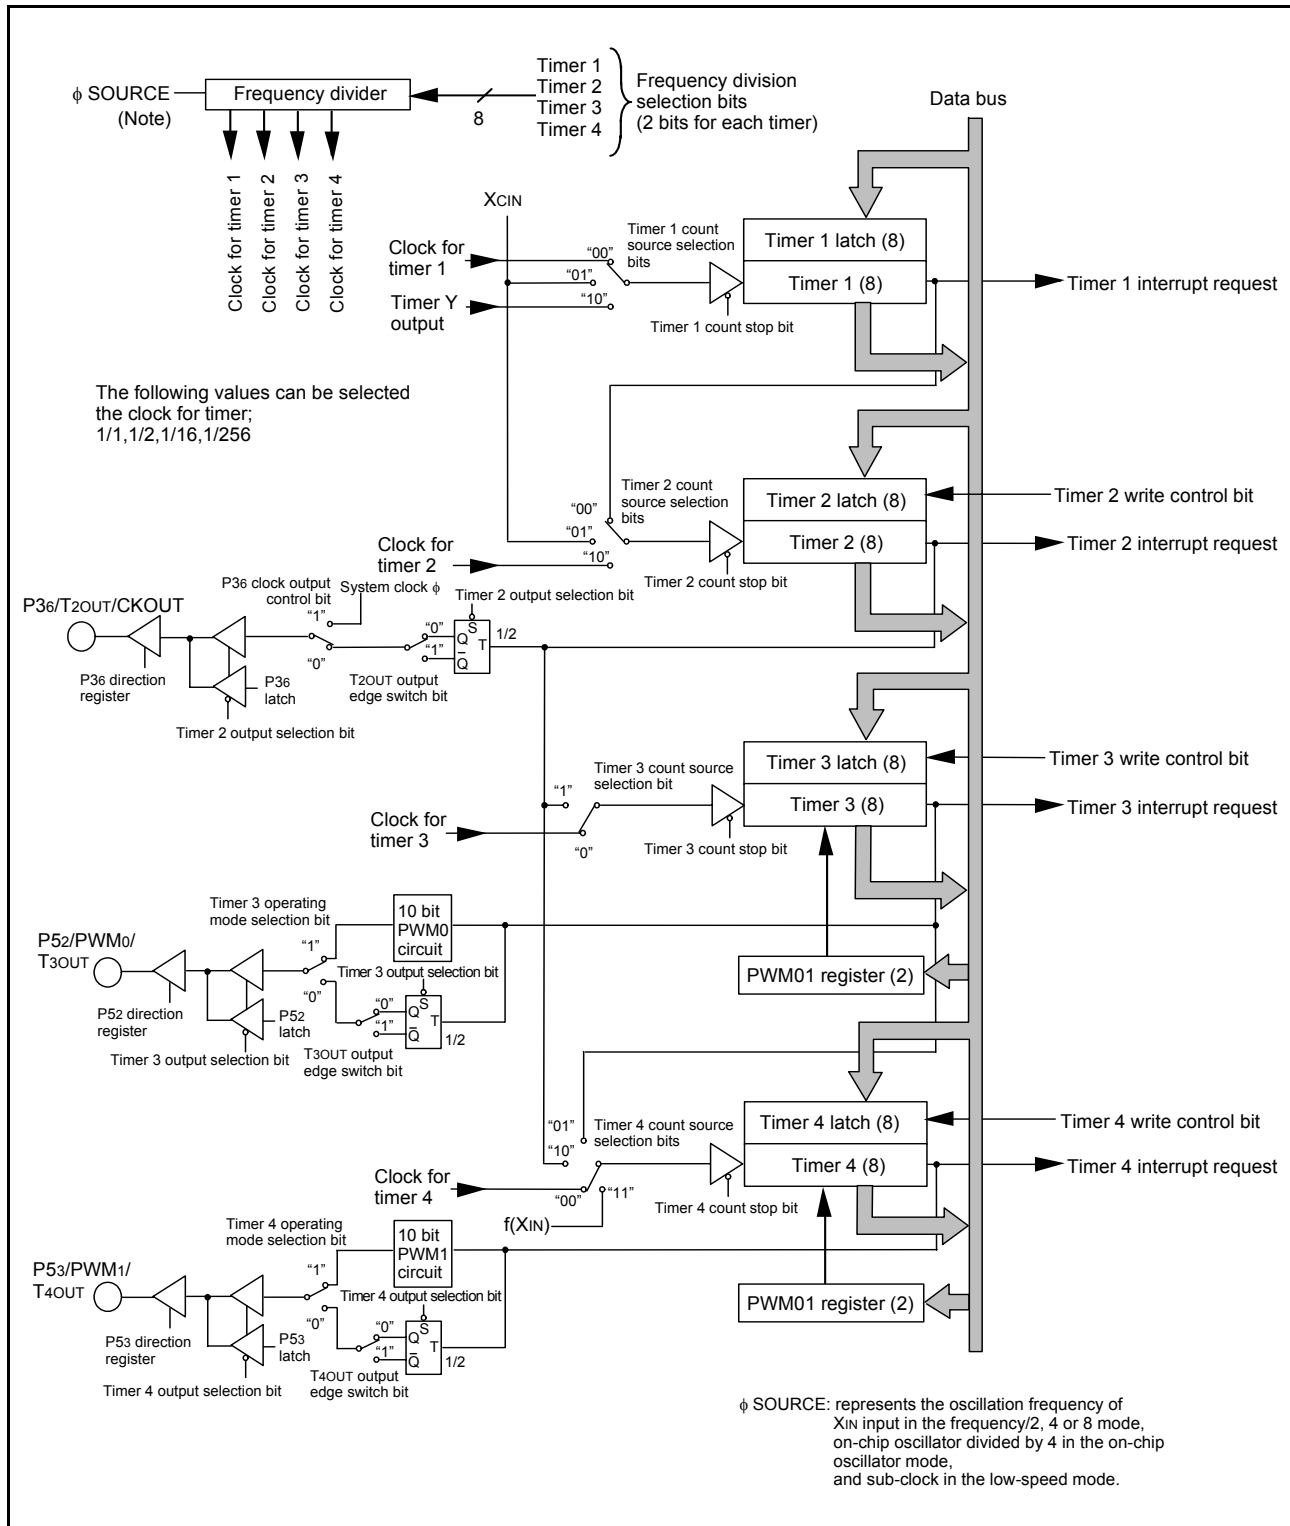 Timer 1
Timer 2
Timer 3
Timer 4
Frequency division
selection bits
(2 bits for each timer)
ϕ SOURCE
(Note)
Frequency divider
8
Data bus
Clock for timer 1
Clock for timer 2
Clock for timer 3
Clock for timer 4
XCIN
Clock for
timer 1
Timer Y
output
“00”
“01”
“10”
Timer 1 count
source selection
bits
Timer 1 count stop bit
Timer 1 latch (8)
Timer 1 (8)
Timer 1 interrupt request
The following values can be selected
the clock for timer;
1/1,1/2,1/16,1/256
Timer 2 count
source selection
bits
“00”
“01”
“10”
Clock for
timer 2
Timer 2 count stop bit
Timer 2 latch (8)
Timer 2 (8)
Timer 2 write control bit
Timer 2 interrupt request
P36/T2OUT/CKOUT
P36 clock output
control bit
System clock ϕ
Timer 2 output selection bit
“1”
“0”
“0”
“1”
S
Q
T
Q
1/2
P36 direction
register
P36
latch
T2OUT output
edge switch bit
Timer 2 output selection bit
Timer 3 count source
selection bit
“1”
“0”
Clock for
timer 3
Timer 3 count stop bit
Timer 3 latch (8)
Timer 3 (8)
Timer 3 write control bit
Timer 3 interrupt request
Timer 3 operating
mode selection bit
10 bit
PWM0
circuit
P52/PWM0/
T3OUT
“1”
“0”
Timer 3 output selection bit
“0”
“1”
S
Q
T
Q
1/2
P52 direction
register
P52
latch
T3OUT output
edge switch bit
Timer 3 output selection bit
PWM01 register (2)
Timer 4 count source
selection bits
“01”
“10”
“00”
“11”
Clock for
timer 4
f(XIN)
Timer 4 count stop bit
Timer 4 latch (8)
Timer 4 (8)
Timer 4 write control bit
Timer 4 interrupt request
Timer 4 operating
mode selection bit
10 bit
PWM1
circuit
P53/PWM1/
T4OUT
“1”
“0”
Timer 4 output selection bit
“0”
“1”
S
Q
T
Q
1/2
P53 direction
register
P53
latch
T4OUT output
edge switch bit
Timer 4 output selection bit
PWM01 register (2)
ϕ SOURCE: represents the oscillation frequency of
XIN input in the frequency/2, 4 or 8 mode,
on-chip oscillator divided by 4 in the on-chip
oscillator mode,
and sub-clock in the low-speed mode.